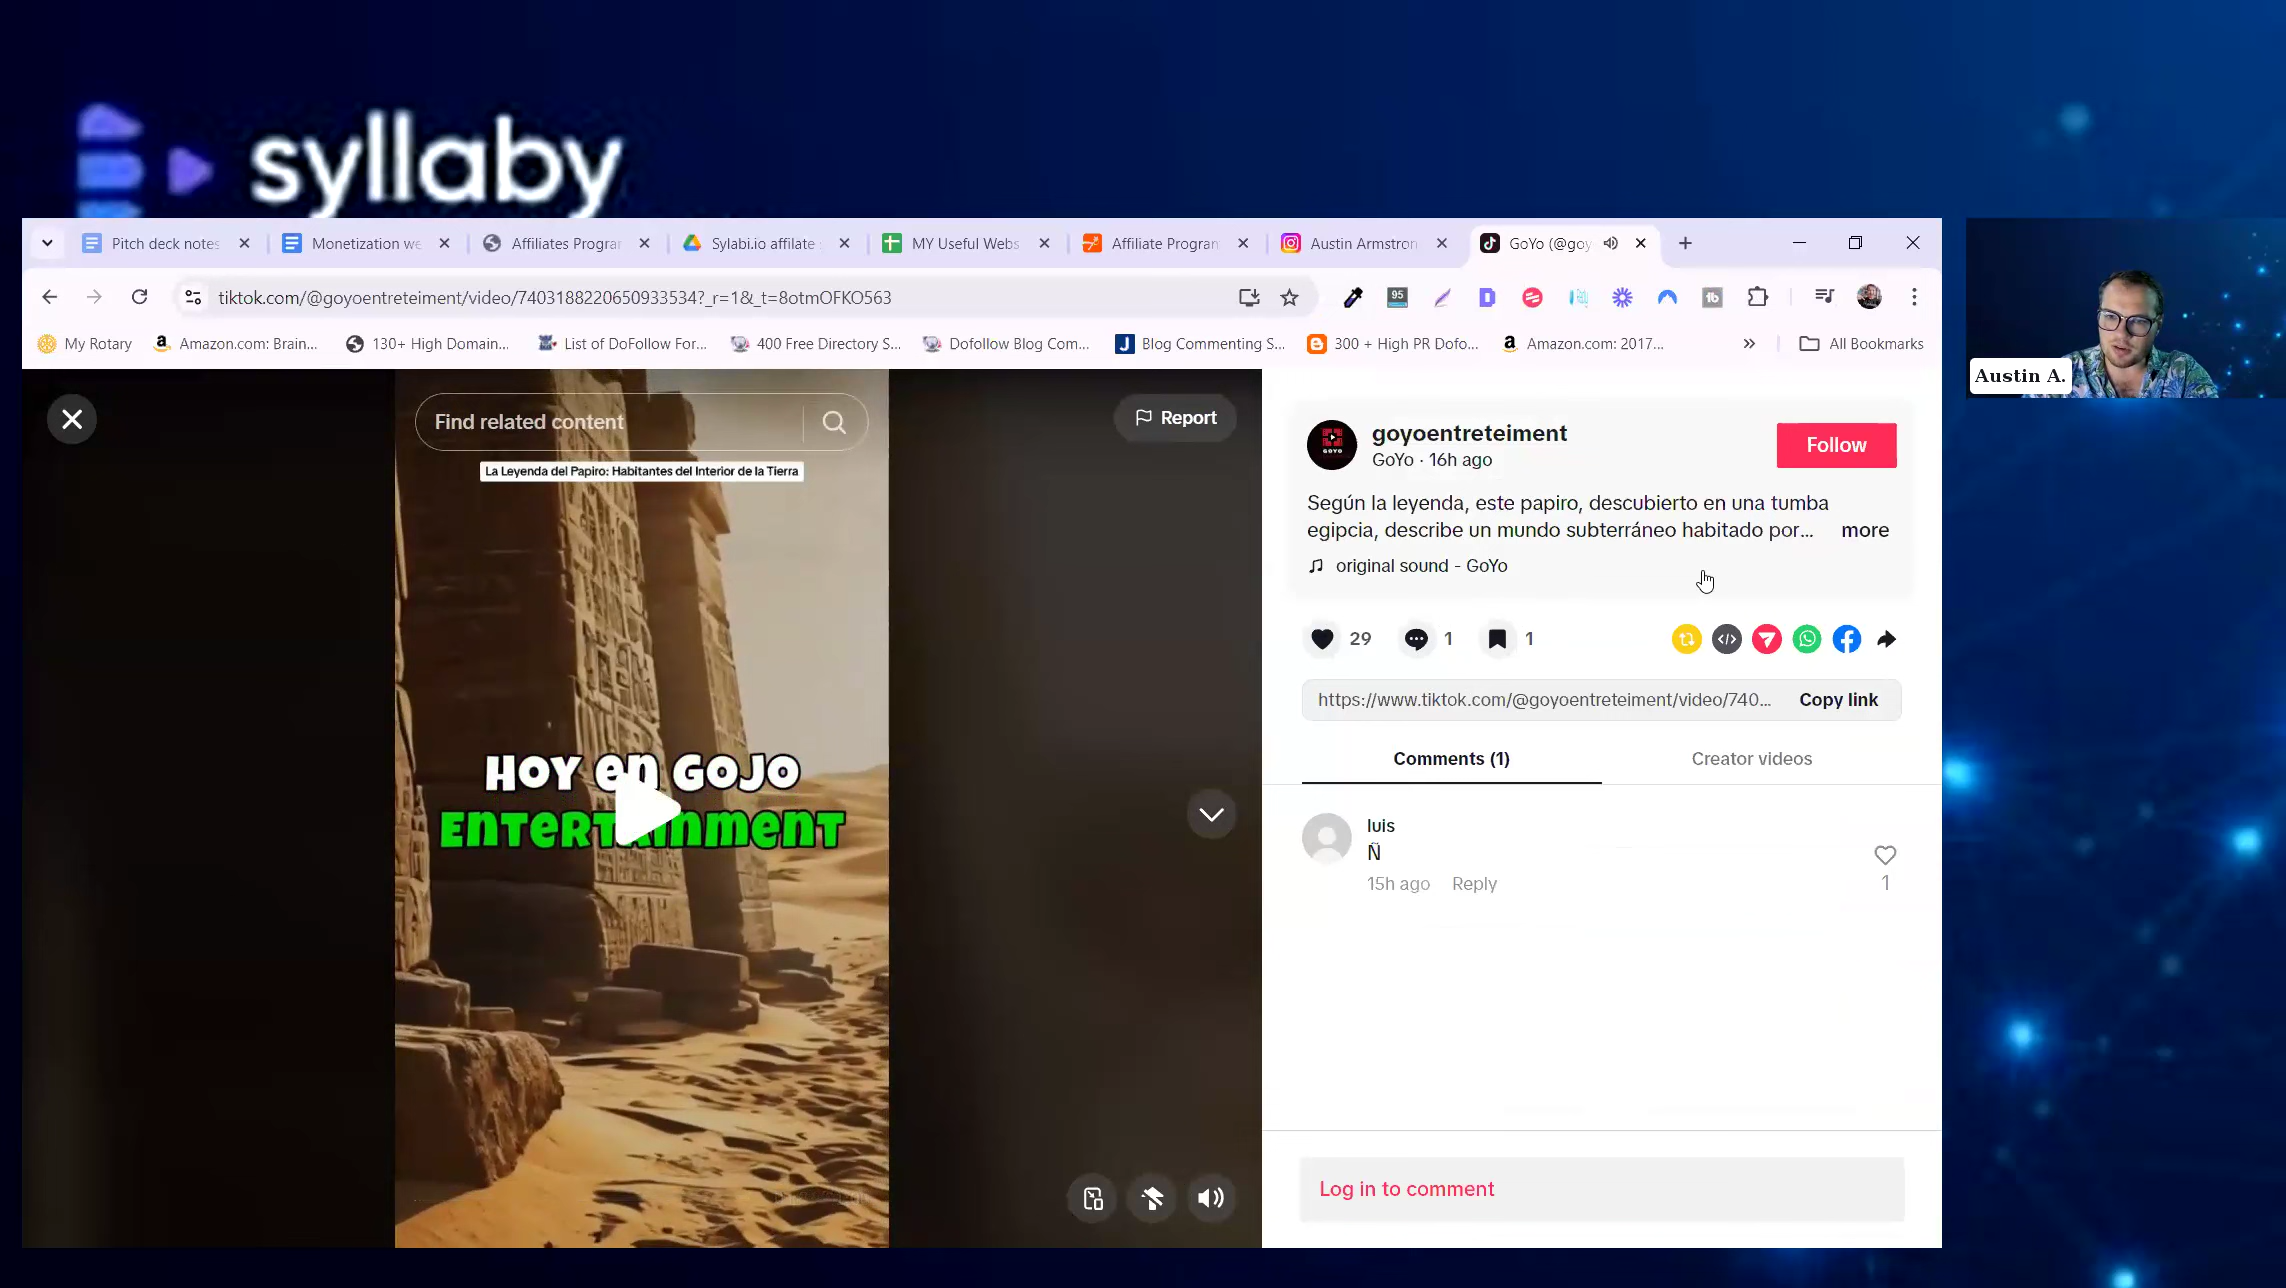 syllaby
Pitch deck notes
Monetization we
Affiliates Progran
Sylabi.io affilate
MY Useful Webs
Affiliate Program
Austin Armstron
GoYo (@goy
tiktok.com/@goyoentreteiment/video/7403188220650933534?_r=1&_t=8otmOFKO563
95
My Rotary
Amazon.com: Brain...
130+ High Domain...
List of DoFollow For...
400 Free Directory S...
Dofollow Blog Com...
Blog Commenting S...
300 + High PR Dofo...
Amazon.com: 2017...
All Bookmarks
Austin A.
Find related content
Report
La Leyenda del Papiro: Habitantes del Interior de la Tierra
HOY en GOJO
ENTERTAINMENT
goyoentreteiment
GoYo · 16h ago
Follow
Según la leyenda, este papiro, descubierto en una tumba
egipcia, describe un mundo subterráneo habitado por... more
original sound - GoYo
29
1
1
https://www.tiktok.com/@goyoentreteiment/video/740...
Copy link
Comments (1)
Creator videos
luis
Ñ
15h ago
Reply
1
Log in to comment